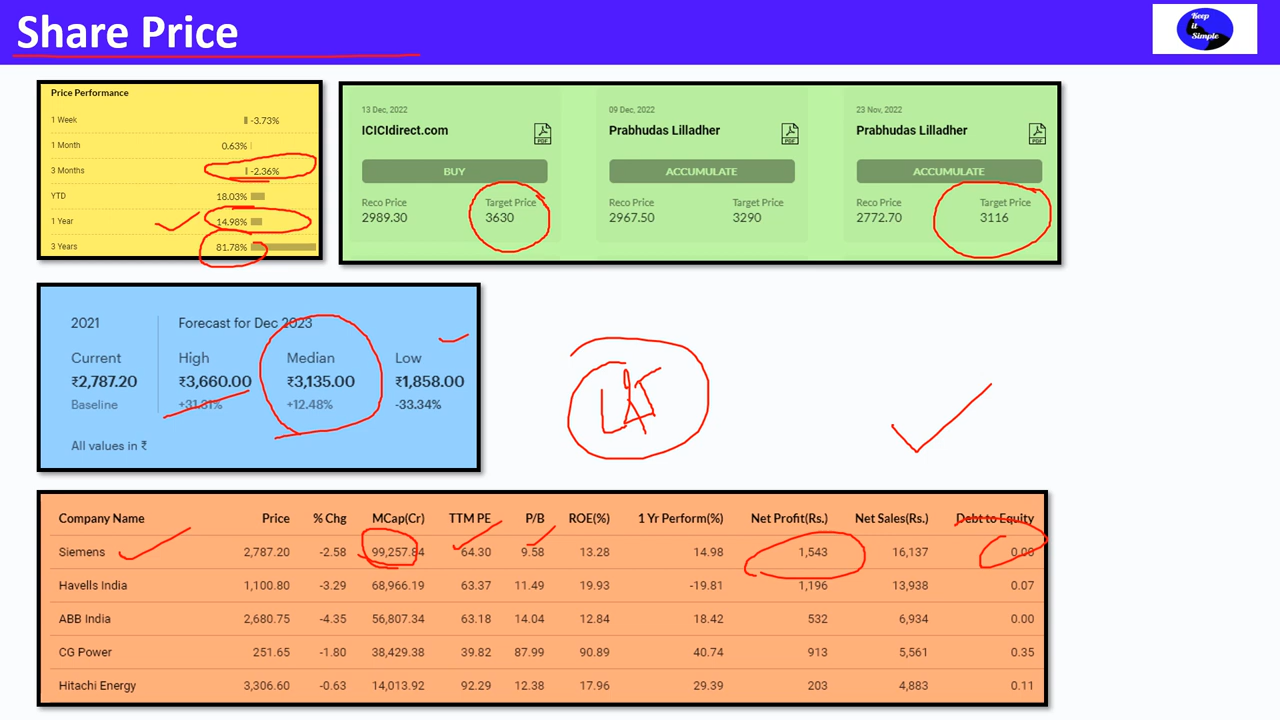 Share Price
Keep
it
Simple
Price Performance
1 Week -3.73%
1 Month 0.63%
3 Months -2.36%
YTD 18.03%
1 Year 14.98%
3 Years 81.78%
13 Dec, 2022
ICICIdirect.com
PDF
BUY
Reco Price Target Price
2989.30 3630
09 Dec, 2022
Prabhudas Lilladher
PDF
ACCUMULATE
Reco Price Target Price
2967.50 3290
23 Nov, 2022
Prabhudas Lilladher
PDF
ACCUMULATE
Reco Price Target Price
2772.70 3116
2021 Forecast for Dec 2023
Current High Median Low
₹2,787.20 ₹3,660.00 ₹3,135.00 ₹1,858.00
Baseline +31.31% +12.48% -33.34%
All values in ₹
Company Name Price % Chg MCap(Cr) TTM PE P/B ROE(%) 1 Yr Perform(%) Net Profit(Rs.) Net Sales(Rs.) Debt to Equity
Siemens 2,787.20 -2.58 99,257.84 64.30 9.58 13.28 14.98 1,543 16,137 0.00
Havells India 1,100.80 -3.29 68,966.19 63.37 11.49 19.93 -19.81 1,196 13,938 0.07
ABB India 2,680.75 -4.35 56,807.34 63.18 14.04 12.84 18.42 532 6,934 0.00
CG Power 251.65 -1.80 38,429.38 39.82 87.99 90.89 40.74 913 5,561 0.35
Hitachi Energy 3,306.60 -0.63 14,013.92 92.29 12.38 17.96 29.39 203 4,883 0.11